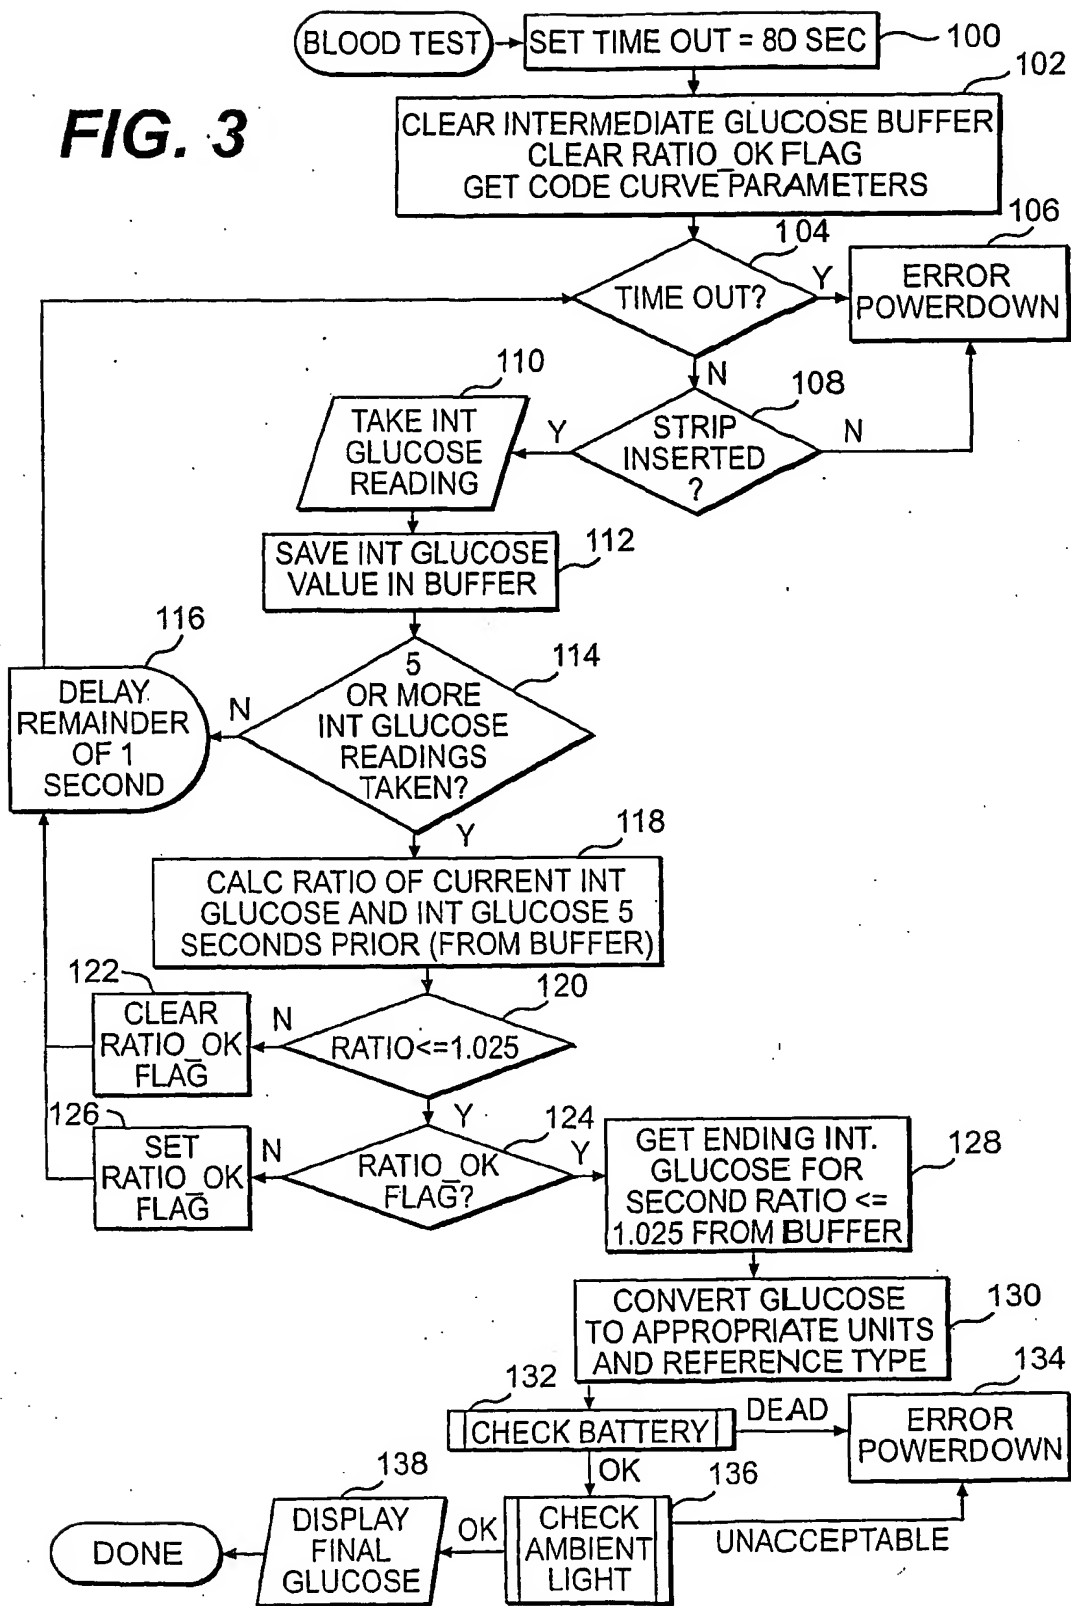 BLOOD TEST
SET TIME OUT = 80 SEC
100
102
FIG. 3
CLEAR INTERMEDIATE GLUCOSE BUFFER
CLEAR RATIO_OK FLAG
GET CODE CURVE PARAMETERS
104
106
TIME OUT?
Y
ERROR
POWERDOWN
N
110
108
TAKE INT
GLUCOSE
READING
Y
STRIP
INSERTED
?
N
SAVE INT GLUCOSE
VALUE IN BUFFER
112
116
114
5
OR MORE
INT GLUCOSE
READINGS
TAKEN?
N
DELAY
REMAINDER
OF 1
SECOND
Y
118
CALC RATIO OF CURRENT INT
GLUCOSE AND INT GLUCOSE 5
SECONDS PRIOR (FROM BUFFER)
122
120
CLEAR
RATIO_OK
FLAG
N
RATIO<=1.025
Y
126
124
SET
RATIO_OK
FLAG
N
RATIO_OK
FLAG?
Y
GET ENDING INT.
GLUCOSE FOR
SECOND RATIO <=
1.025 FROM BUFFER
128
CONVERT GLUCOSE
TO APPROPRIATE UNITS
AND REFERENCE TYPE
130
132
134
CHECK BATTERY
DEAD
ERROR
POWERDOWN
OK
138
136
DONE
DISPLAY
FINAL
GLUCOSE
OK
CHECK
AMBIENT
LIGHT
UNACCEPTABLE